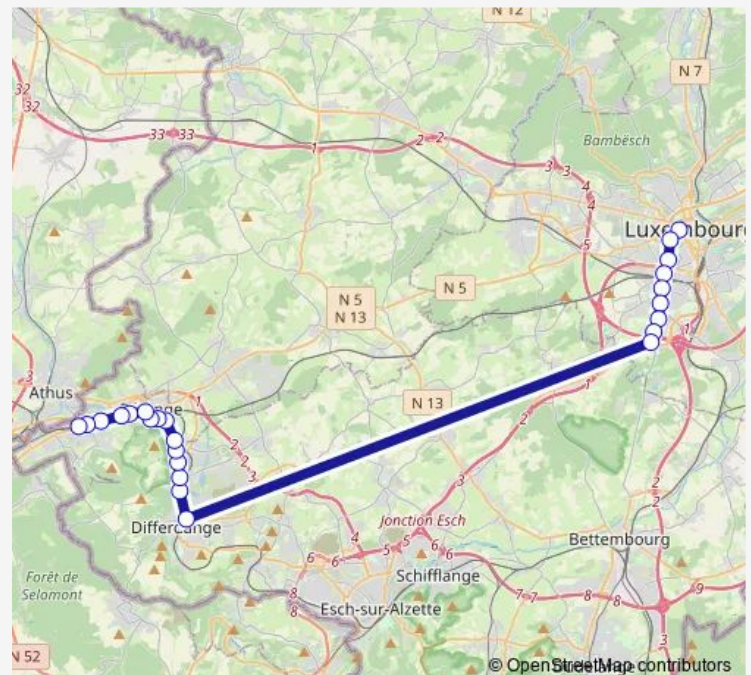 N 12
N 7
32
32
33
33
1
2
2
3
3
4
4
5
Bambësch
Luxembourg
N 5
N 5
N 13
1
3
Athus
N 13
1
1
2
2
3
2
2
3
Differdange
Jonction Esch
4
5
5
6
6
6
6
Bettembourg
Schifflange
7
7
8
8
8
8
9
Forêt de
Selomont
Esch-sur-Alzette
N 52
3
© OpenStreetMap contributors